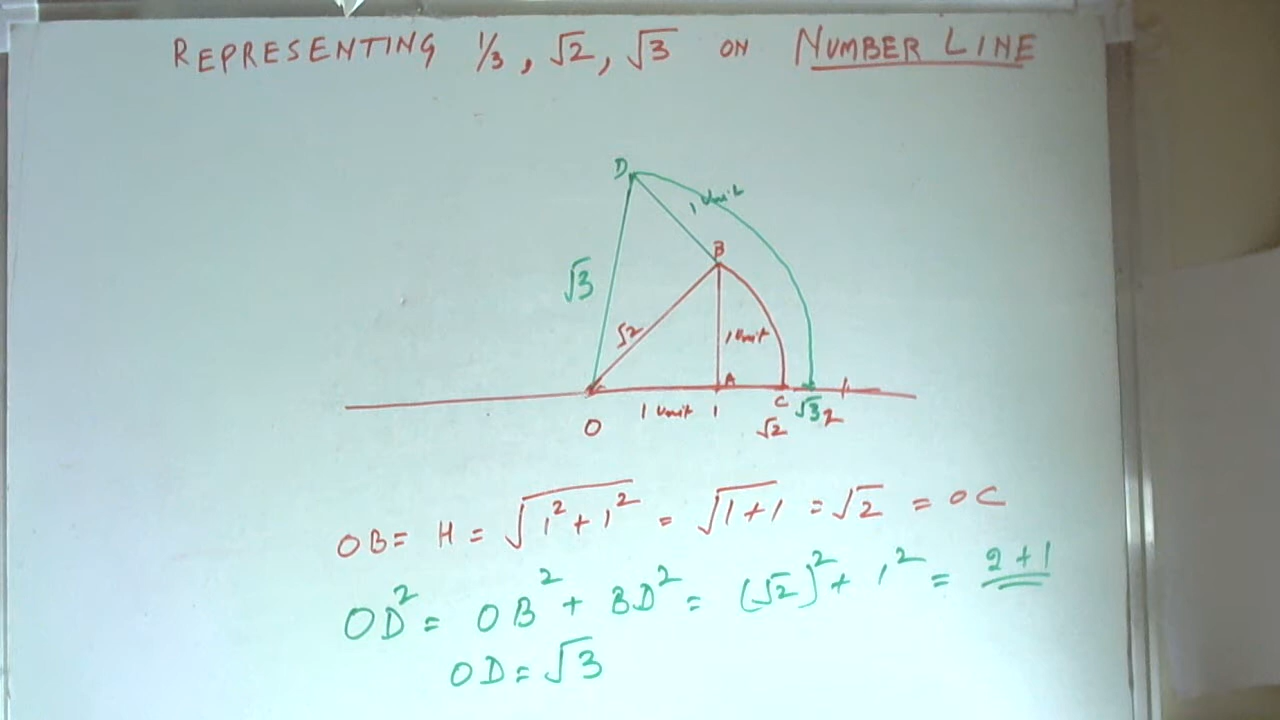 REPRESENTING 1/3, √2, √3 ON NUMBER LINE
D
1 Unit
B
√3
√2
1 Unit
A
O 1 Unit 1 C √3 2
√2
OB = H = √1² + 1² = √1+1 = √2 = OC
OD² = OB² + BD² = (√2)² + 1² = 2+1
OD = √3